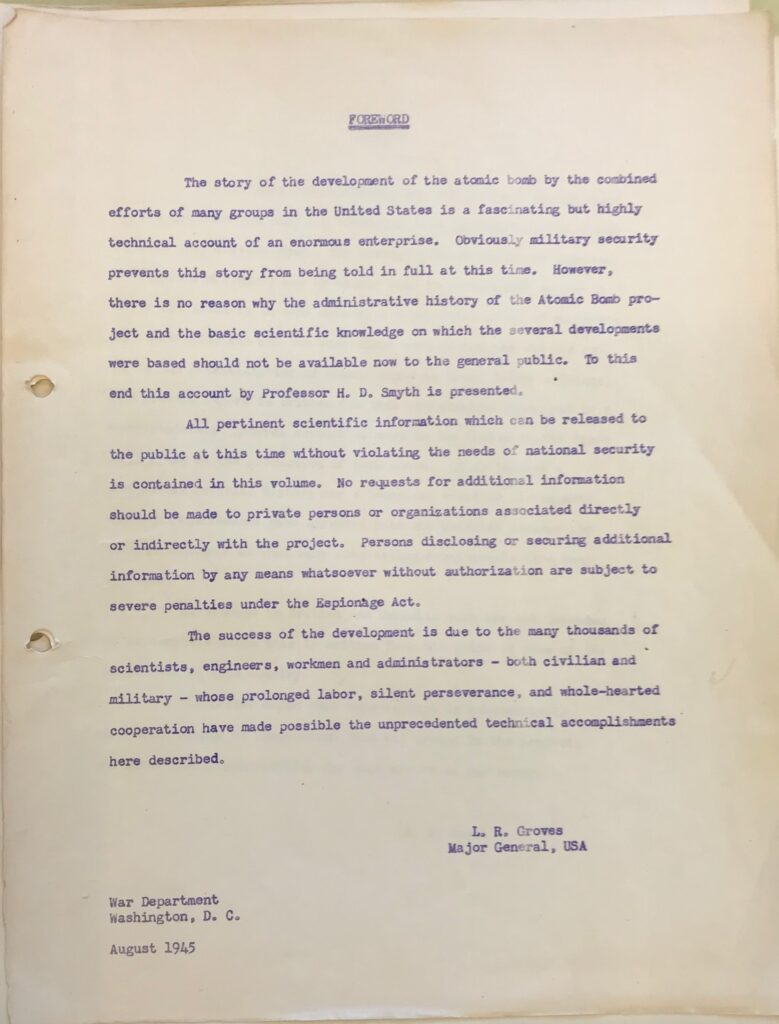 FOREWORD
The story of the development of the atomic bomb by the combined
efforts of many groups in the United States is a fascinating but highly
technical account of an enormous enterprise. Obviously military security
prevents this story from being told in full at this time. However,
there is no reason why the administrative history of the Atomic Bomb pro-
ject and the basic scientific knowledge on which the several developments
were based should not be available now to the general public. To this
end this account by Professor H. D. Smyth is presented.
All pertinent scientific information which can be released to
the public at this time without violating the needs of national security
is contained in this volume. No requests for additional information
should be made to private persons or organizations associated directly
or indirectly with the project. Persons disclosing or securing additional
information by any means whatsoever without authorization are subject to
severe penalties under the Espionage Act.
The success of the development is due to the many thousands of
scientists, engineers, workmen and administrators - both civilian and
military - whose prolonged labor, silent perseverance, and whole-hearted
cooperation have made possible the unprecedented technical accomplishments
here described.
L. R. Groves
Major General, USA
War Department
Washington, D. C.
August 1945